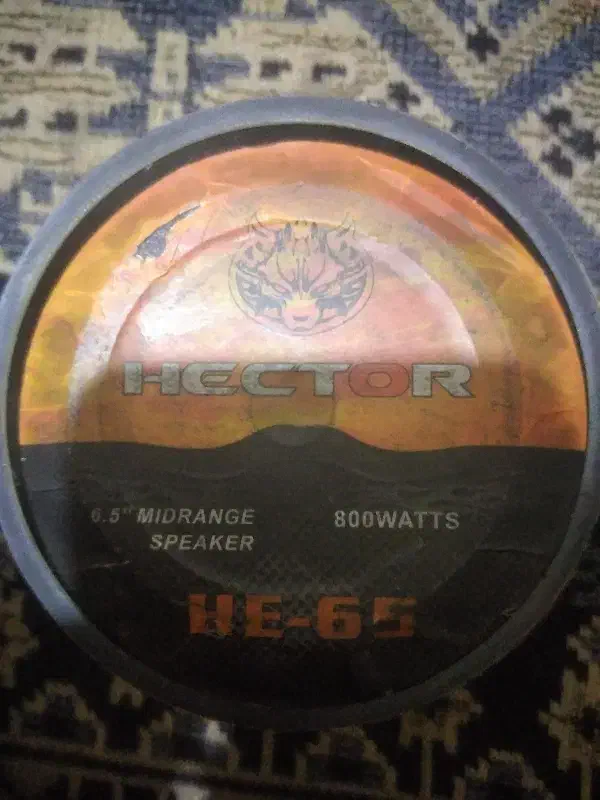 HECTOR
6.5" MIDRANGE
SPEAKER
800WATTS
HE-65